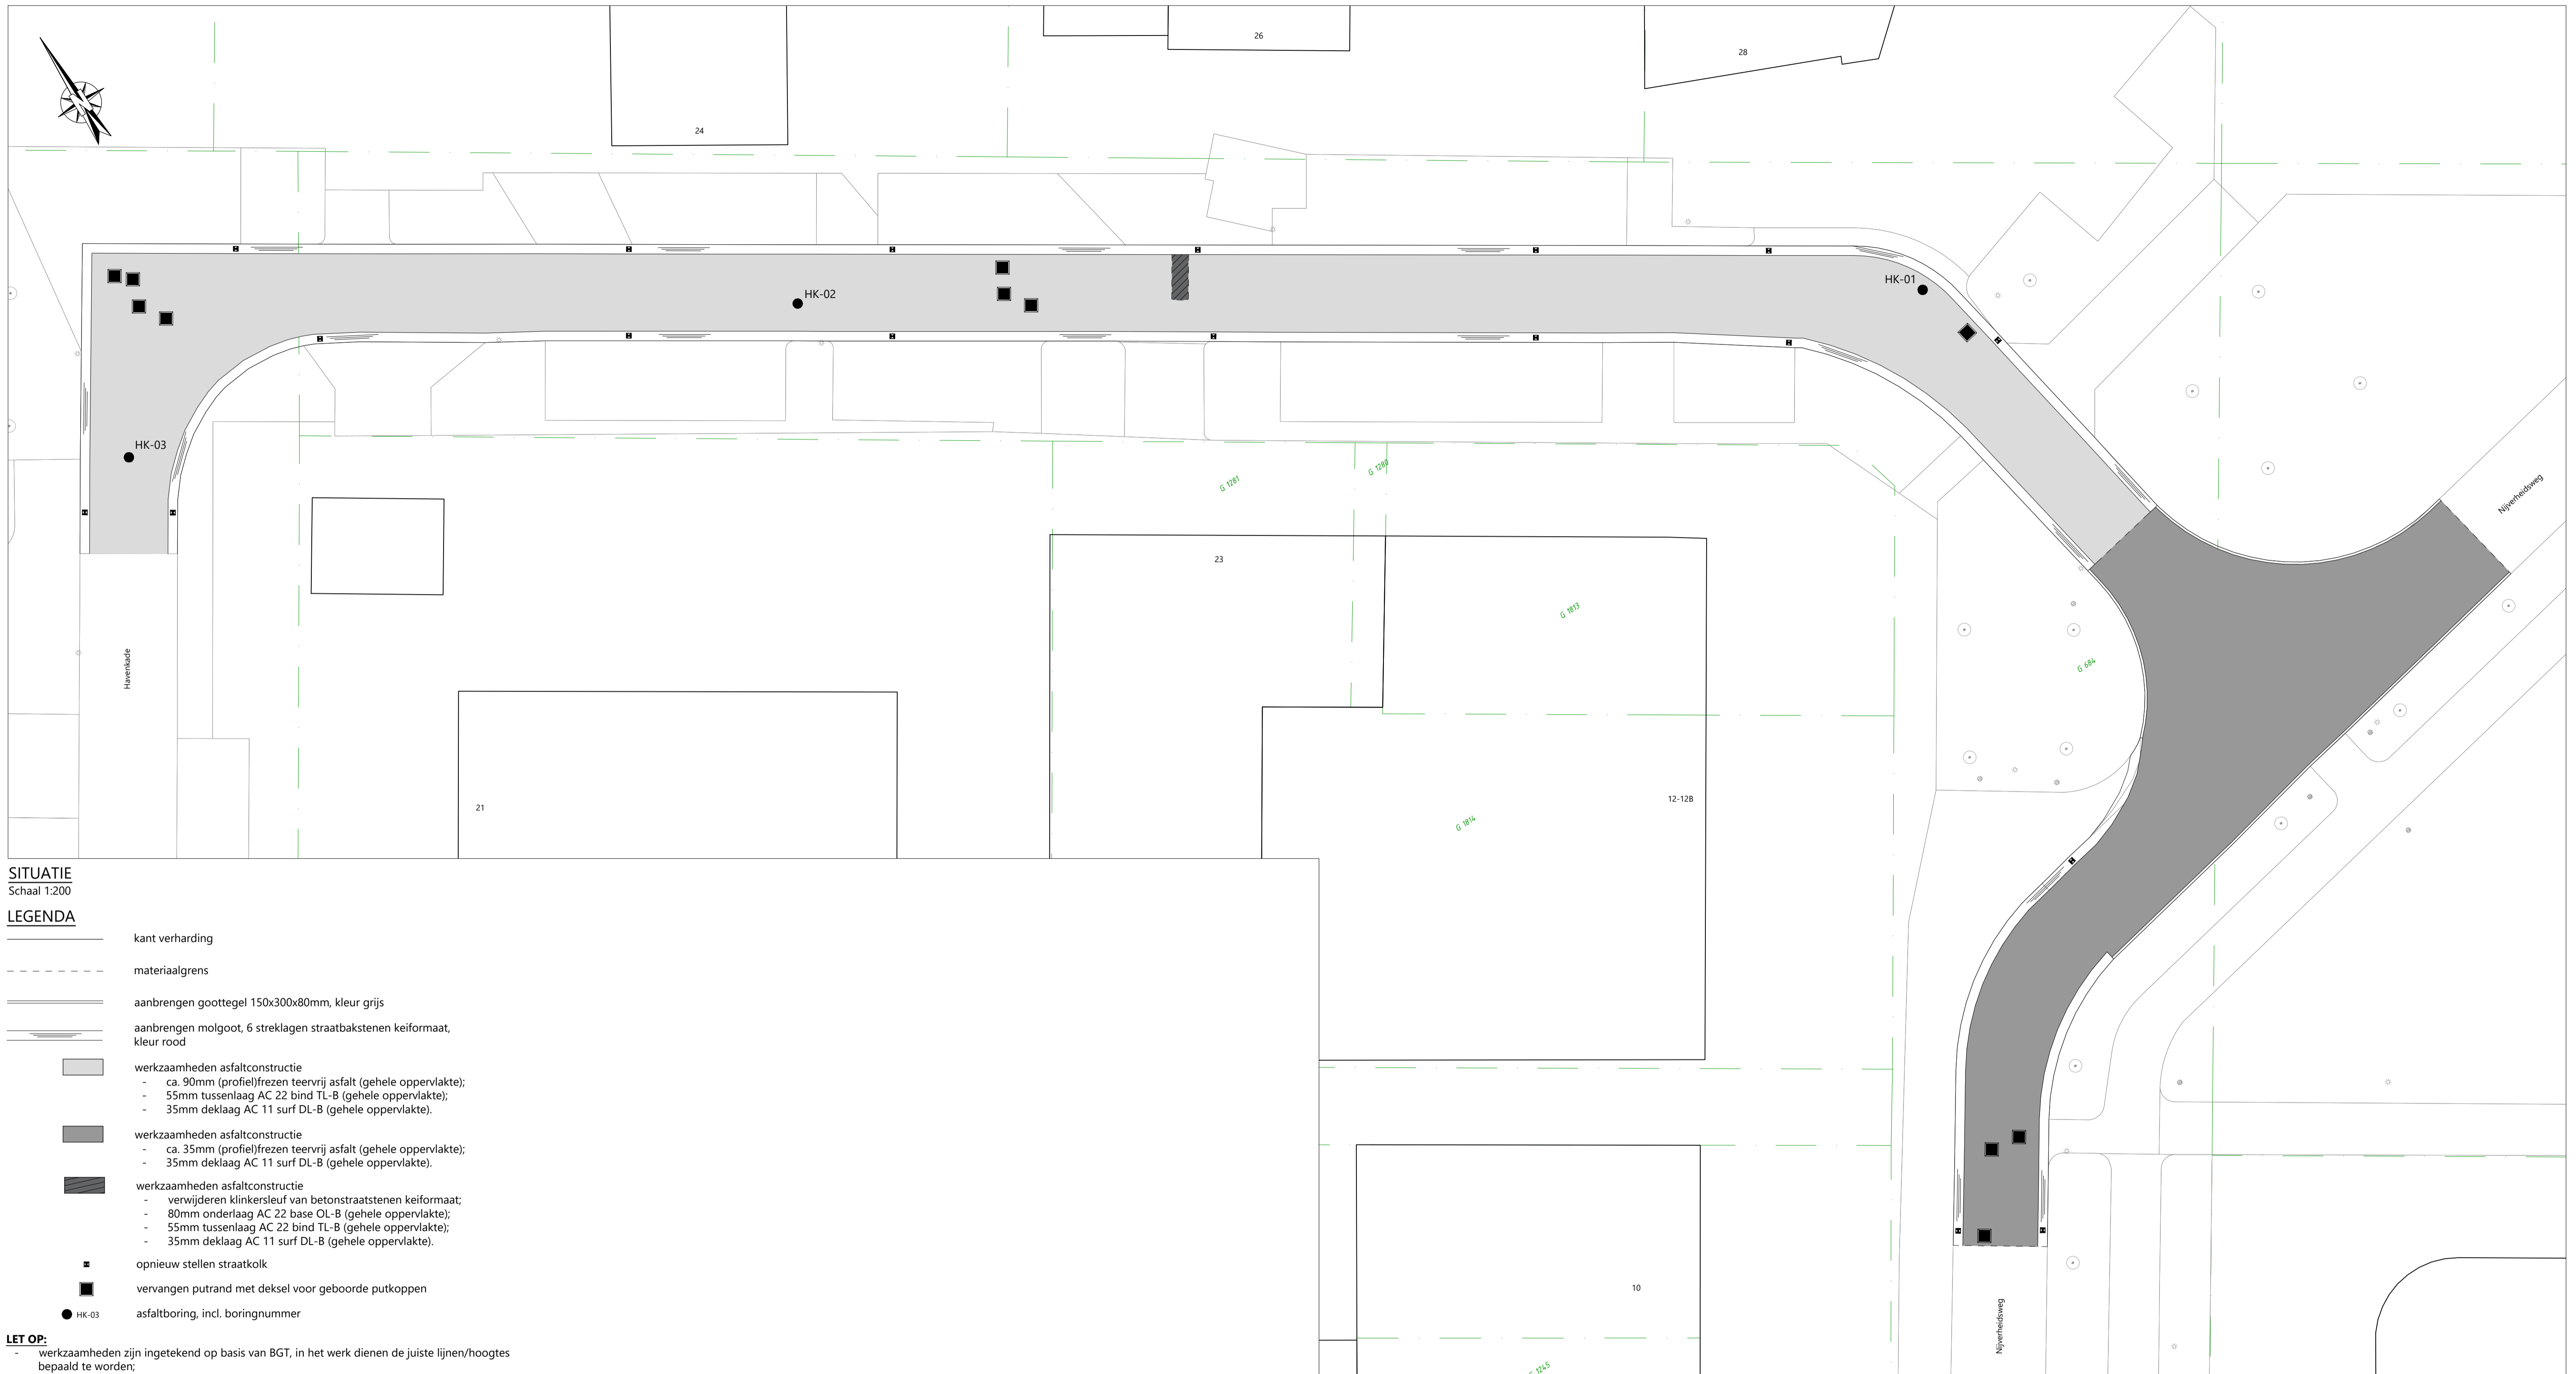 26
28
24
HK-02
HK-01
HK-03
G 1281
G 1280
Nijverheidsweg
23
G 1813
Havenkade
G 684
21
12-12B
G 1814
SITUATIE
Schaal 1:200
LEGENDA
kant verharding
materiaalgrens
aanbrengen goottegel 150x300x80mm, kleur grijs
aanbrengen molgoot, 6 streklagen straatbakstenen keiformaat,
kleur rood
werkzaamheden asfaltconstructie
- ca. 90mm (profiel)frezen teervrij asfalt (gehele oppervlakte);
- 55mm tussenlaag AC 22 bind TL-B (gehele oppervlakte);
- 35mm deklaag AC 11 surf DL-B (gehele oppervlakte).
werkzaamheden asfaltconstructie
- ca. 35mm (profiel)frezen teervrij asfalt (gehele oppervlakte);
- 35mm deklaag AC 11 surf DL-B (gehele oppervlakte).
werkzaamheden asfaltconstructie
- verwijderen klinkersleuf van betonstraatstenen keiformaat;
- 80mm onderlaag AC 22 base OL-B (gehele oppervlakte);
- 55mm tussenlaag AC 22 bind TL-B (gehele oppervlakte);
- 35mm deklaag AC 11 surf DL-B (gehele oppervlakte).
opnieuw stellen straatkolk
vervangen putrand met deksel voor geboorde putkoppen
HK-03 asfaltboring, incl. boringnummer
10
Nijverheidsweg
1245
LET OP:
- werkzaamheden zijn ingetekend op basis van BGT, in het werk dienen de juiste lijnen/hoogtes
bepaald te worden;